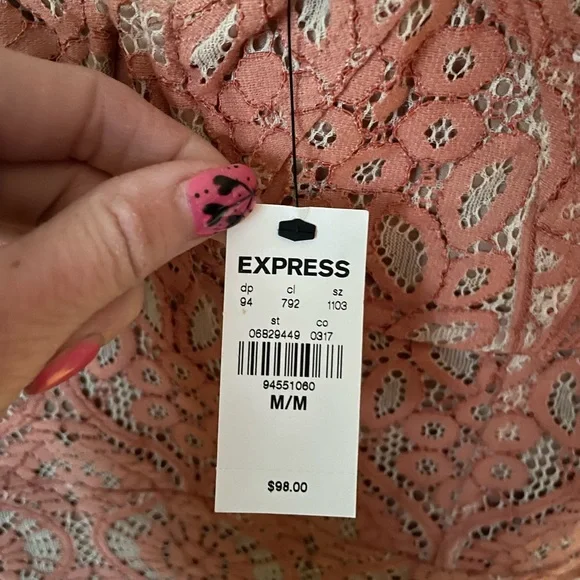 EXPRESS
dp cl sz
94 792 1103
st co
06829449 0317
94551060
M/M
$98.00